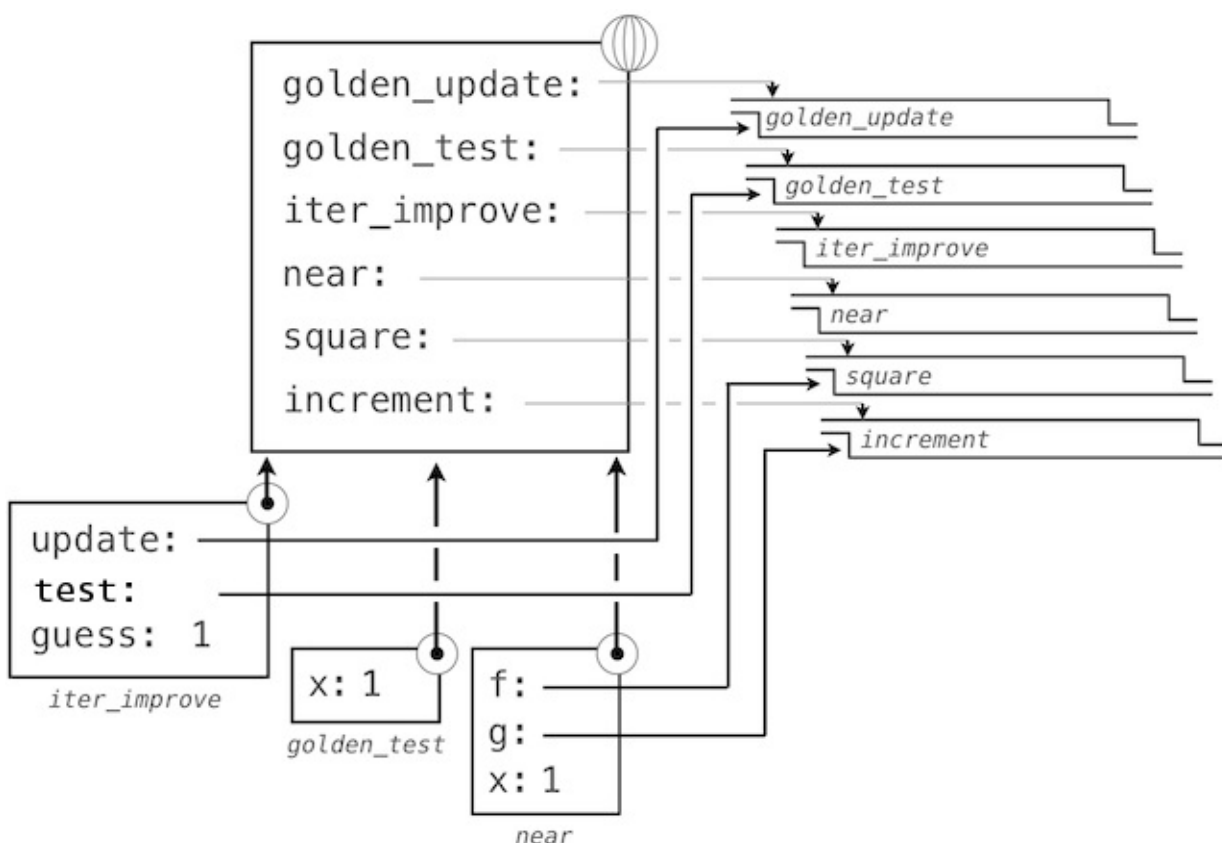 golden_update:
golden_test:
iter_improve:
near:
square:
increment:
golden_update
golden_test
iter_improve
near
square
increment
update:
test:
guess: 1
iter_improve
x: 1
golden_test
f:
g:
x: 1
near